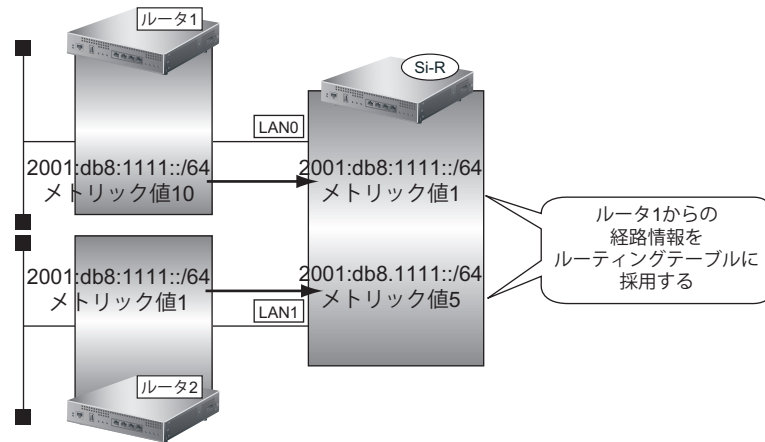 ルータ1
Si-R
LAN0
2001:db8:1111::/64
メトリック値10
2001:db8:1111::/64
メトリック値1
ルータ1からの
経路情報を
ルーティングテーブルに
採用する
2001:db8:1111::/64
メトリック値1
2001:db8.1111::/64
メトリック値5
LAN1
ルータ2